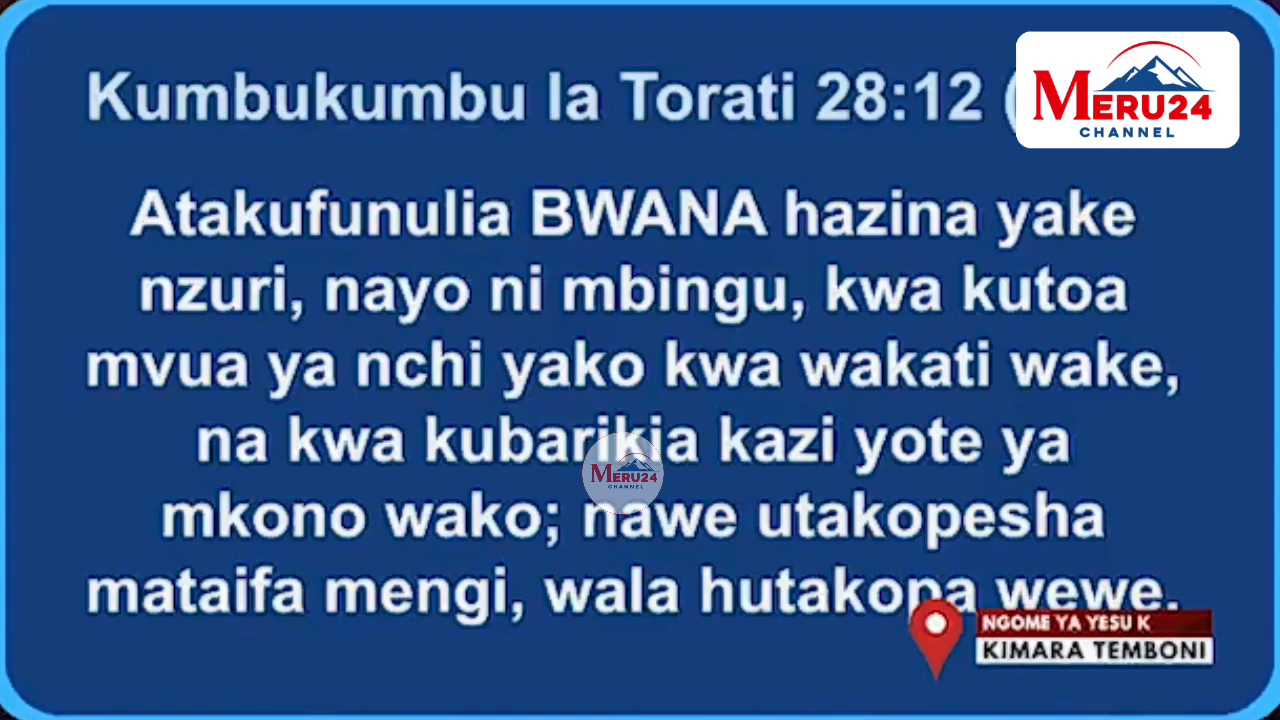 Kumbukumbu la Torati 28:12 (
MERU24
CHANNEL
Atakufunulia BWANA hazina yake
nzuri, nayo ni mbingu, kwa kutoa
mvua ya nchi yako kwa wakati wake,
na kwa kubarikia kazi yote ya
MERU24
CHANNEL
mkono wako; nawe utakopesha
mataifa mengi, wala hutakopa wewe.
NGOME YA YESU K
KIMARA TEMBONI